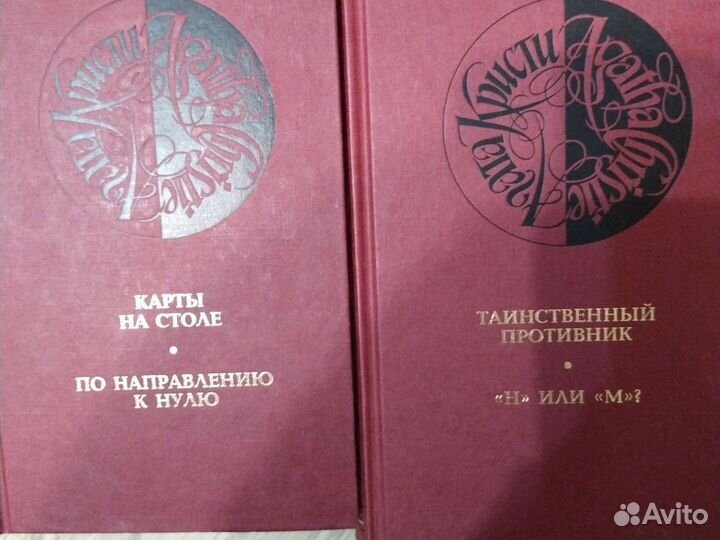 Агата Кристи Agatha Christie
КАРТЫ
НА СТОЛЕ
•
ПО НАПРАВЛЕНИЮ
К НУЛЮ
Агата Кристи Agatha Christie
ТАИНСТВЕННЫЙ
ПРОТИВНИК
•
«Н» ИЛИ «М»?
Avito